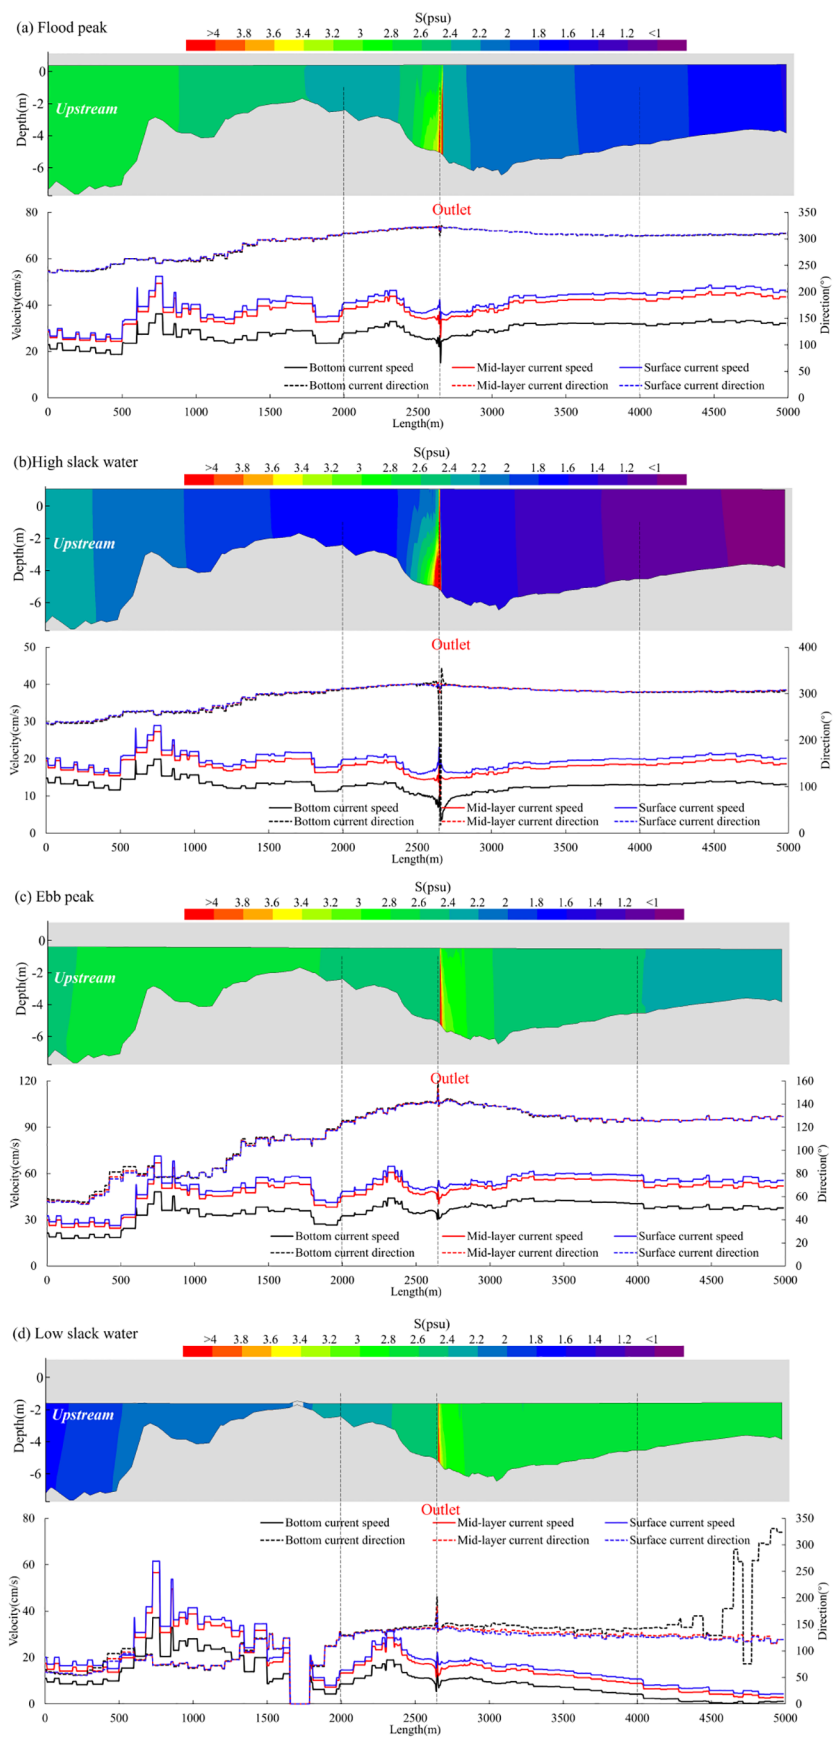 (a) Flood peak
S(psu)
>4 3.8 3.6 3.4 3.2 3 2.8 2.6 2.4 2.2 2 1.8 1.6 1.4 1.2 <1
0
-2
-4
-6
Depth(m)
Upstream
Outlet
80
60
40
20
0
Velocity(cm/s)
350
300
250
200
150
100
50
0
Direction(°)
Bottom current speed Mid-layer current speed Surface current speed
Bottom current direction Mid-layer current direction Surface current direction
0 500 1000 1500 2000 2500 3000 3500 4000 4500 5000
Length(m)
(b)High slack water
S(psu)
>4 3.8 3.6 3.4 3.2 3 2.8 2.6 2.4 2.2 2 1.8 1.6 1.4 1.2 <1
0
-2
-4
-6
Depth(m)
Upstream
Outlet
50
40
30
20
10
0
Velocity(cm/s)
400
300
200
100
0
Direction(°)
Bottom current speed Mid-layer current speed Surface current speed
Bottom current direction Mid-layer current direction Surface current direction
0 500 1000 1500 2000 2500 3000 3500 4000 4500 5000
Length(m)
(c) Ebb peak
S(psu)
>4 3.8 3.6 3.4 3.2 3 2.8 2.6 2.4 2.2 2 1.8 1.6 1.4 1.2 <1
0
-2
-4
-6
Depth(m)
Upstream
Outlet
120
90
60
30
0
Velocity(cm/s)
160
140
120
100
80
60
40
20
0
Direction(°)
Bottom current speed Mid-layer current speed Surface current speed
Bottom current direction Mid-layer current direction Surface current direction
0 500 1000 1500 2000 2500 3000 3500 4000 4500 5000
Length(m)
(d) Low slack water
S(psu)
>4 3.8 3.6 3.4 3.2 3 2.8 2.6 2.4 2.2 2 1.8 1.6 1.4 1.2 <1
0
-2
-4
-6
Depth(m)
Upstream
Outlet
80
60
40
20
0
Velocity(cm/s)
350
300
250
200
150
100
50
0
Direction(°)
Bottom current speed Mid-layer current speed Surface current speed
Bottom current direction Mid-layer current direction Surface current direction
0 500 1000 1500 2000 2500 3000 3500 4000 4500 5000
Length(m)